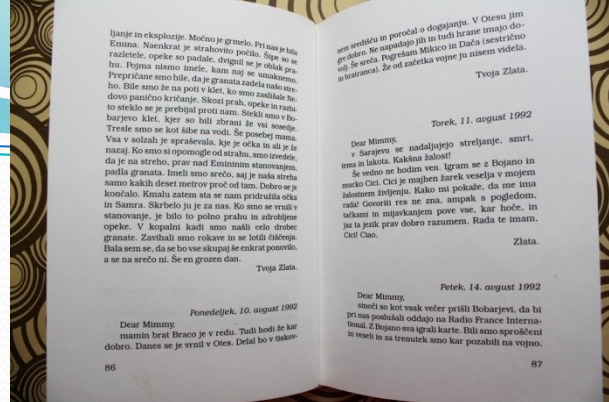 ljanje in eksplozije. Močno je grmelo. Pri nas je bila
Emina. Naenkrat je strahovito počilo. Šipe so se
razletele, opeke so padale, dvignil se je oblak pra-
hu. Pojma nismo imele, kam naj se umaknemo.
Prepričane smo bile, da je granata zadela našo stre-
ho. Bile smo že na poti v klet, ko smo zaslišale Ne-
dovo panično kričanje. Skozi prah, opeke in razbi-
to steklo se je prebijal proti nam. Stekli smo v Bo-
barjevo klet, kjer so bili zbrani že vsi sosedje.
Tresle smo se kot šibe na vodi. Še posebej mama.
Vsa v solzah je spraševala, kje je očka in ali je že
nazaj. Ko smo si opomogle od strahu, smo izvedele,
da je na streho, prav nad Emininim stanovanjem,
padla granata. Imeli smo srečo, saj je naša streha
samo kakih deset metrov proč od tam. Dobro se je
končalo. Kmalu zatem sta se nam pridružila očka
in Samra. Skrbelo ju je za nas. Ko smo se vrnili v
stanovanje, je bilo to polno prahu in zdrobljene
opeke. V kopalni kadi smo našli celo drobec
granate. Zavihali smo rokave in se lotili čiščenja.
Bala sem se, da se bo vse skupaj še enkrat ponovilo,
a se na srečo ni. Še en grozen dan.
Tvoja Zlata.
Ponedeljek, 10. avgust 1992
Dear Mimmy,
mamin brat Braco je v redu. Tudi hodi že kar
dobro. Danes se je vrnil v Otes. Delal bo v tiskov-
86
nem središču in poročal o dogajanju. V Otesu jim
gre dobro. Ne napadajo jih in tudi hrane imajo do-
volj. Še sreča. Pogrešam Mikico in Dača (sestrično
in bratranca). Že od začetka vojne ju nisem videla.
Tvoja Zlata.
Torek, 11. avgust 1992
Dear Mimmy,
v Sarajevu se nadaljujejo streljanje, smrt,
tema in lakota. Kakšna žalost!
Še vedno ne hodim ven. Igram se z Bojano in
mucko Cici. Cici je majhen žarek veselja v mojem
žalostnem življenju. Kako mi pokaže, da me ima
rada! Govoriti res ne zna, ampak s pogledom,
tačkami in mijavkanjem pove vse, kar hoče, in
jaz ta jezik prav dobro razumem. Rada te imam,
Cici! Ciao.
Zlata.
Petek, 14. avgust 1992
Dear Mimmy,
sinoči so kot vsak večer prišli Bobarjevi, da bi
pri nas poslušali oddajo na Radio France Interna-
tional. Z Bojano sva igrali karte. Bili smo sproščeni
in veseli in za trenutek smo kar pozabili na vojno.
87